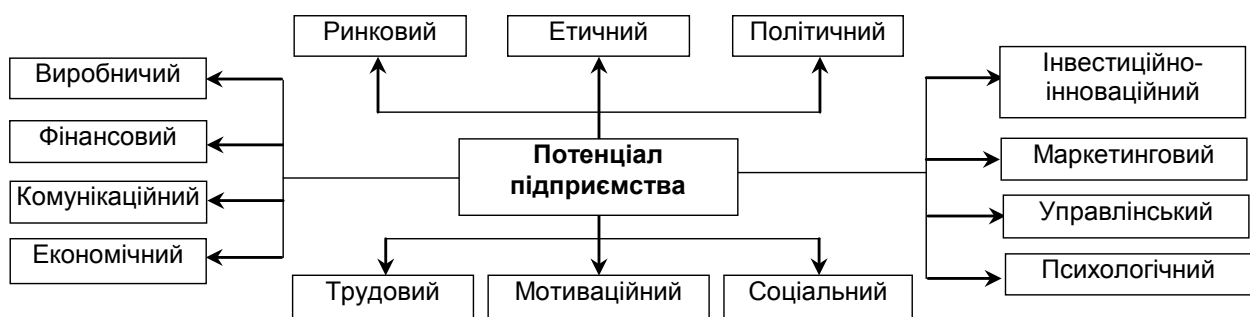 Ринковий
Етичний
Політичний
Виробничий
Фінансовий
Комунікаційний
Економічний
Потенціал
підприємства
Інвестиційно-
інноваційний
Маркетинговий
Управлінський
Психологічний
Трудовий
Мотиваційний
Соціальний